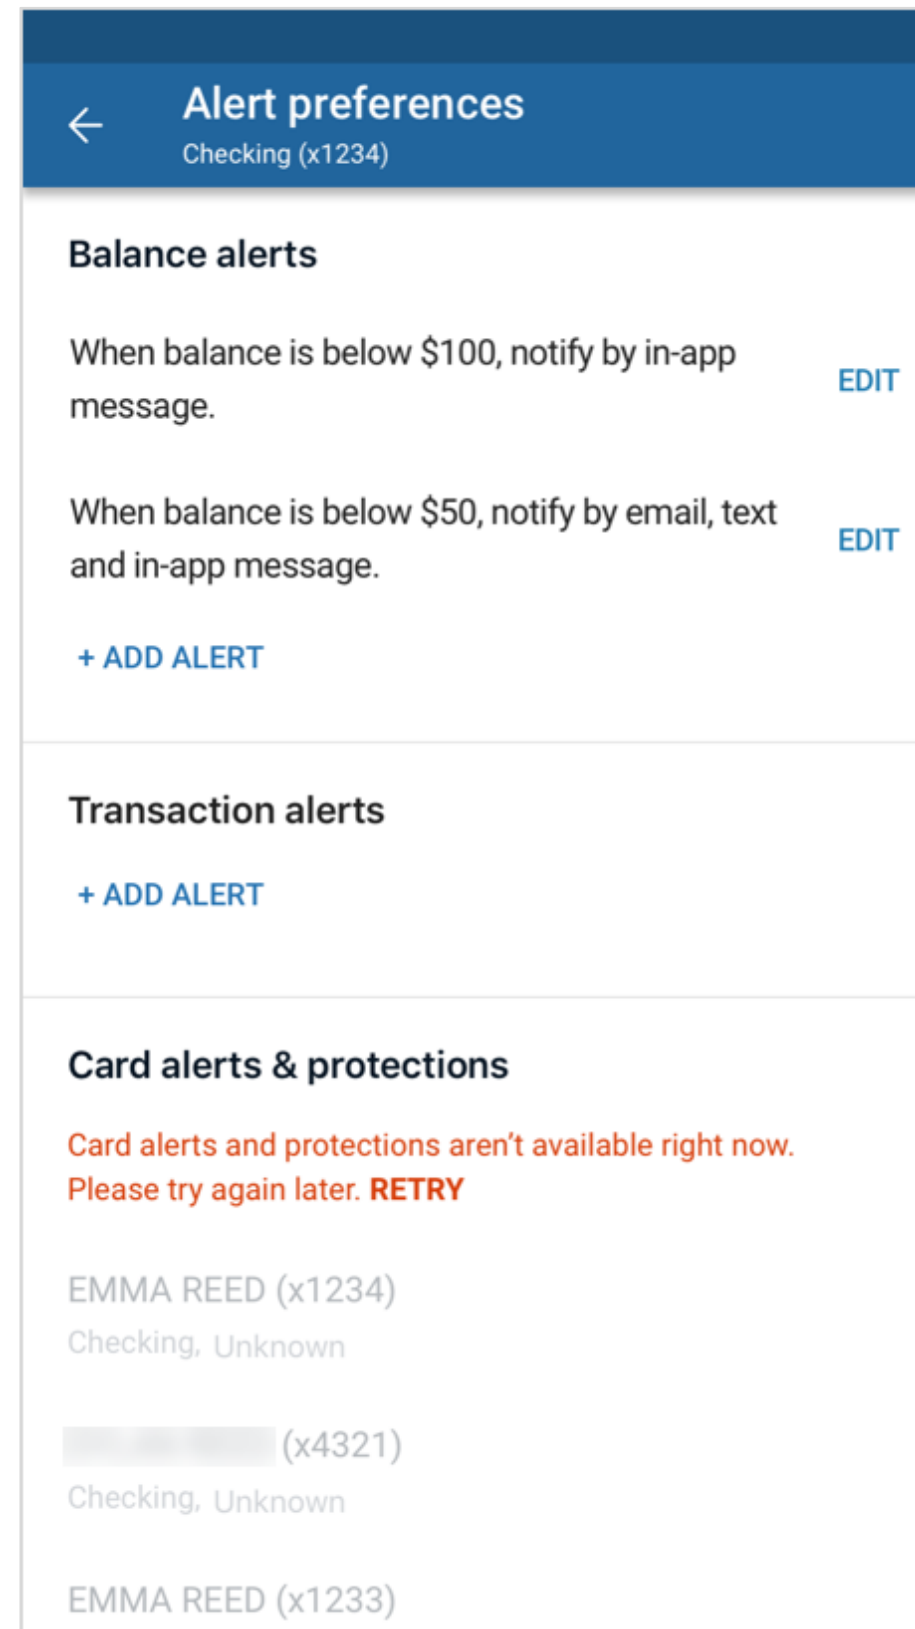 Alert preferences
Checking (x1234)
Balance alerts
When balance is below $100, notify by in-app
message.
EDIT
When balance is below $50, notify by email, text
and in-app message.
EDIT
+ ADD ALERT
Transaction alerts
+ ADD ALERT
Card alerts & protections
Card alerts and protections aren’t available right now.
Please try again later. RETRY
EMMA REED (x1234)
Checking, Unknown
(x4321)
Checking, Unknown
EMMA REED (x1233)